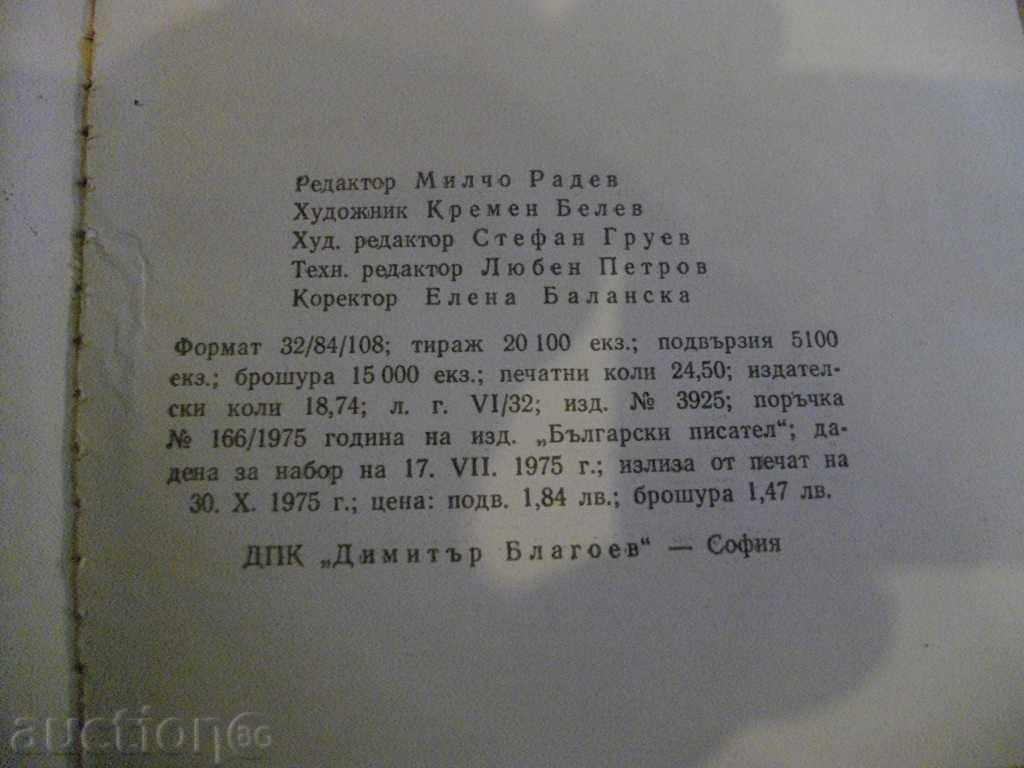 Редактор Милчо Радев
Художник Кремен Белев
Худ. редактор Стефан Груев
Техн. редактор Любен Петров
Коректор Елена Баланска
Формат 32/84/108; тираж 20 100 екз.; подвързия 5100
екз.; брошура 15 000 екз.; печатни коли 24,50; издател-
ски коли 18,74; л. г. VI/32; изд. № 3925; поръчка
№ 166/1975 година на изд. „Български писател“; да-
дена за набор на 17. VII. 1975 г.; излиза от печат на
30. X. 1975 г.; цена: подв. 1,84 лв.; брошура 1,47 лв.
ДПК „Димитър Благоев“ — София
auction БГ